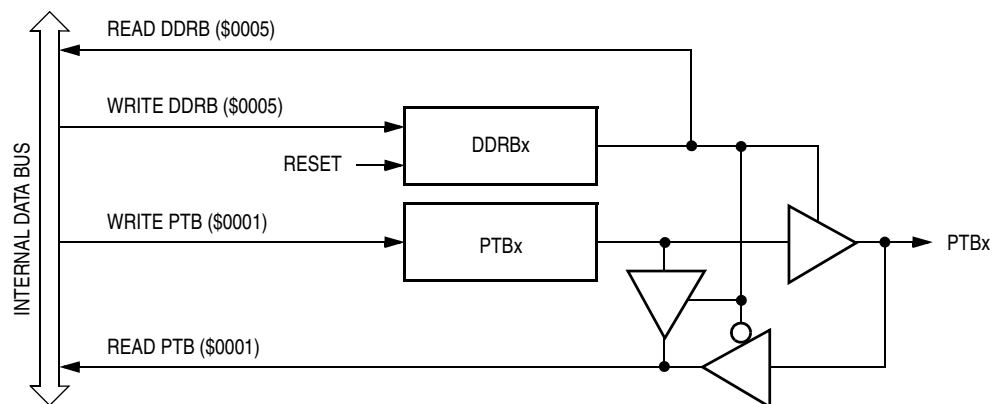 READ DDRB ($0005)
WRITE DDRB ($0005)
DDRBx
RESET
INTERNAL DATA BUS
WRITE PTB ($0001)
PTBx
PTBx
READ PTB ($0001)